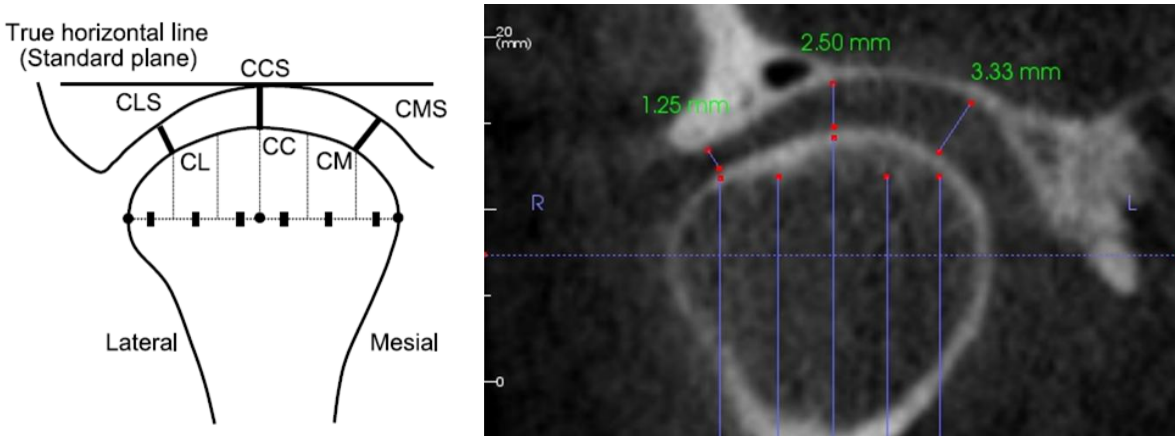 True horizontal line
(Standard plane)
CCS
CLS
CMS
CL
CC
CM
Lateral
Mesial
20
(mm)
2.50 mm
3.33 mm
1.25 mm
R
L
0